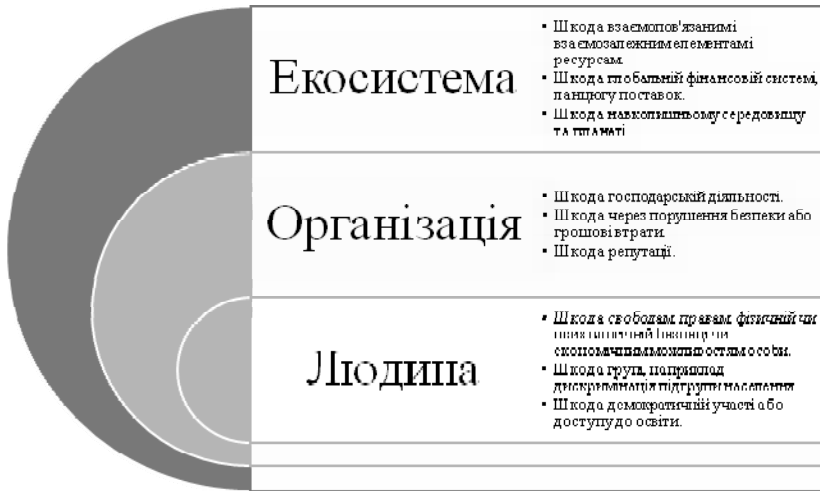 Екосистема
• Шкода взаємопов'язаним і
взаємозалежним елементам і
ресурсам.
• Шкода глобальній фінансовій системі,
ланцюгу поставок.
• Шкода навколишньому середовищу
та планеті
Організація
• Шкода господарській діяльності.
• Шкода через порушення безпеки або
грошові втрати.
• Шкода репутації.
Людина
• Шкода свободам, правам, фізичній чи
психологічній безпеці чи
економічним можливостям особи.
• Шкода групі, наприклад
дискримінація підгрупи населення
• Шкода демократичній участі або
доступу до освіти.